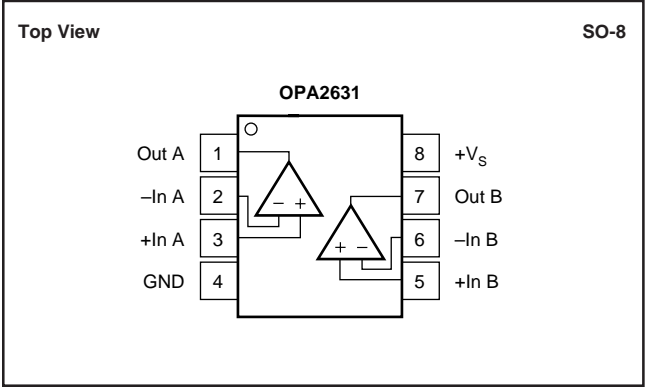 Top View SO-8
OPA2631
Out A 1 8 +VS
–In A 2 7 Out B
– +
+In A 3 6 –In B
+ –
GND 4 5 +In B